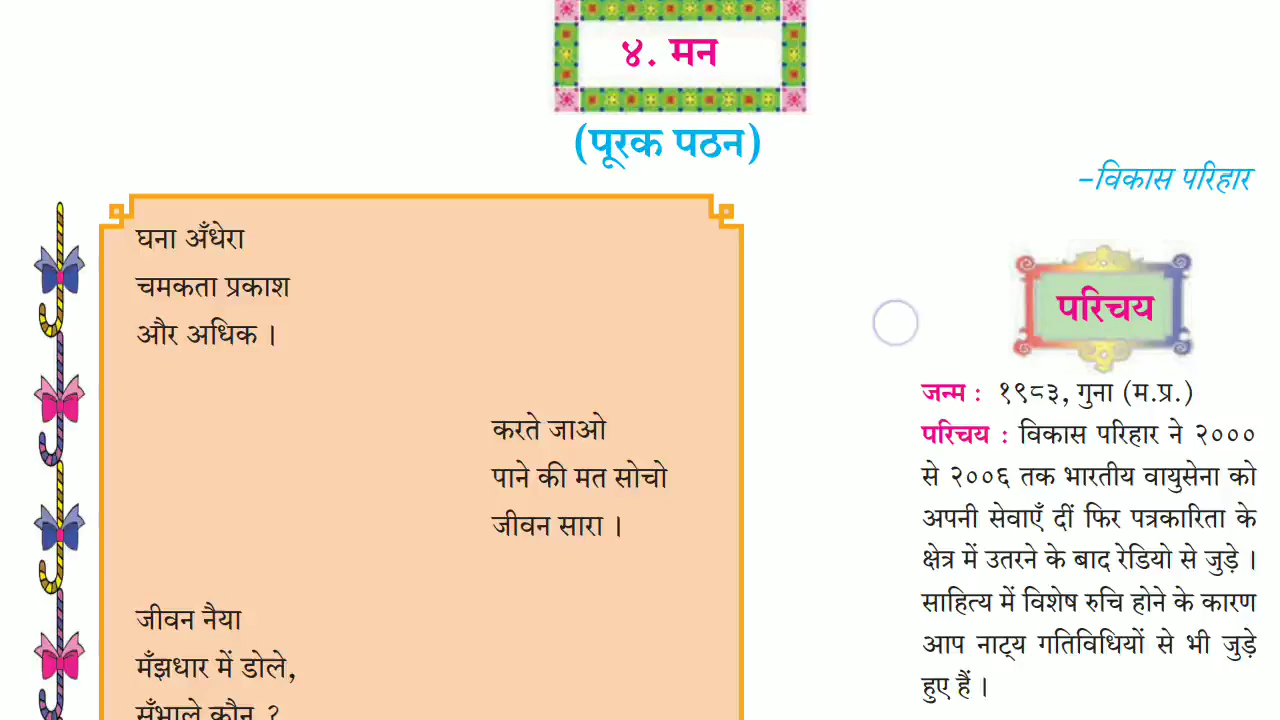 ४. मन
(पूरक पठन)
–विकास परिहार
घना अँधेरा
चमकता प्रकाश
और अधिक ।
करते जाओ
पाने की मत सोचो
जीवन सारा ।
जीवन नैया
मँझधार में डोले,
सँभाले कौन ?
परिचय
जन्म : १९८३, गुना (म.प्र.)
परिचय : विकास परिहार ने २०००
से २००६ तक भारतीय वायुसेना को
अपनी सेवाएँ दीं फिर पत्रकारिता के
क्षेत्र में उतरने के बाद रेडियो से जुड़े ।
साहित्य में विशेष रुचि होने के कारण
आप नाट्य गतिविधियों से भी जुड़े
हुए हैं ।